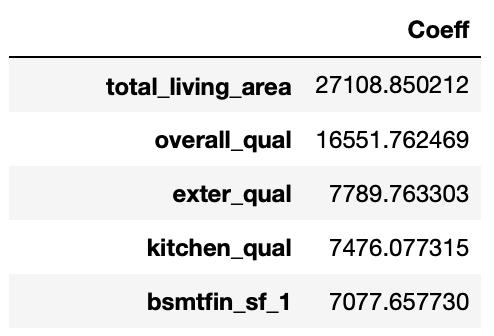 Coeff
total_living_area 27108.850212
overall_qual 16551.762469
exter_qual 7789.763303
kitchen_qual 7476.077315
bsmtfin_sf_1 7077.657730